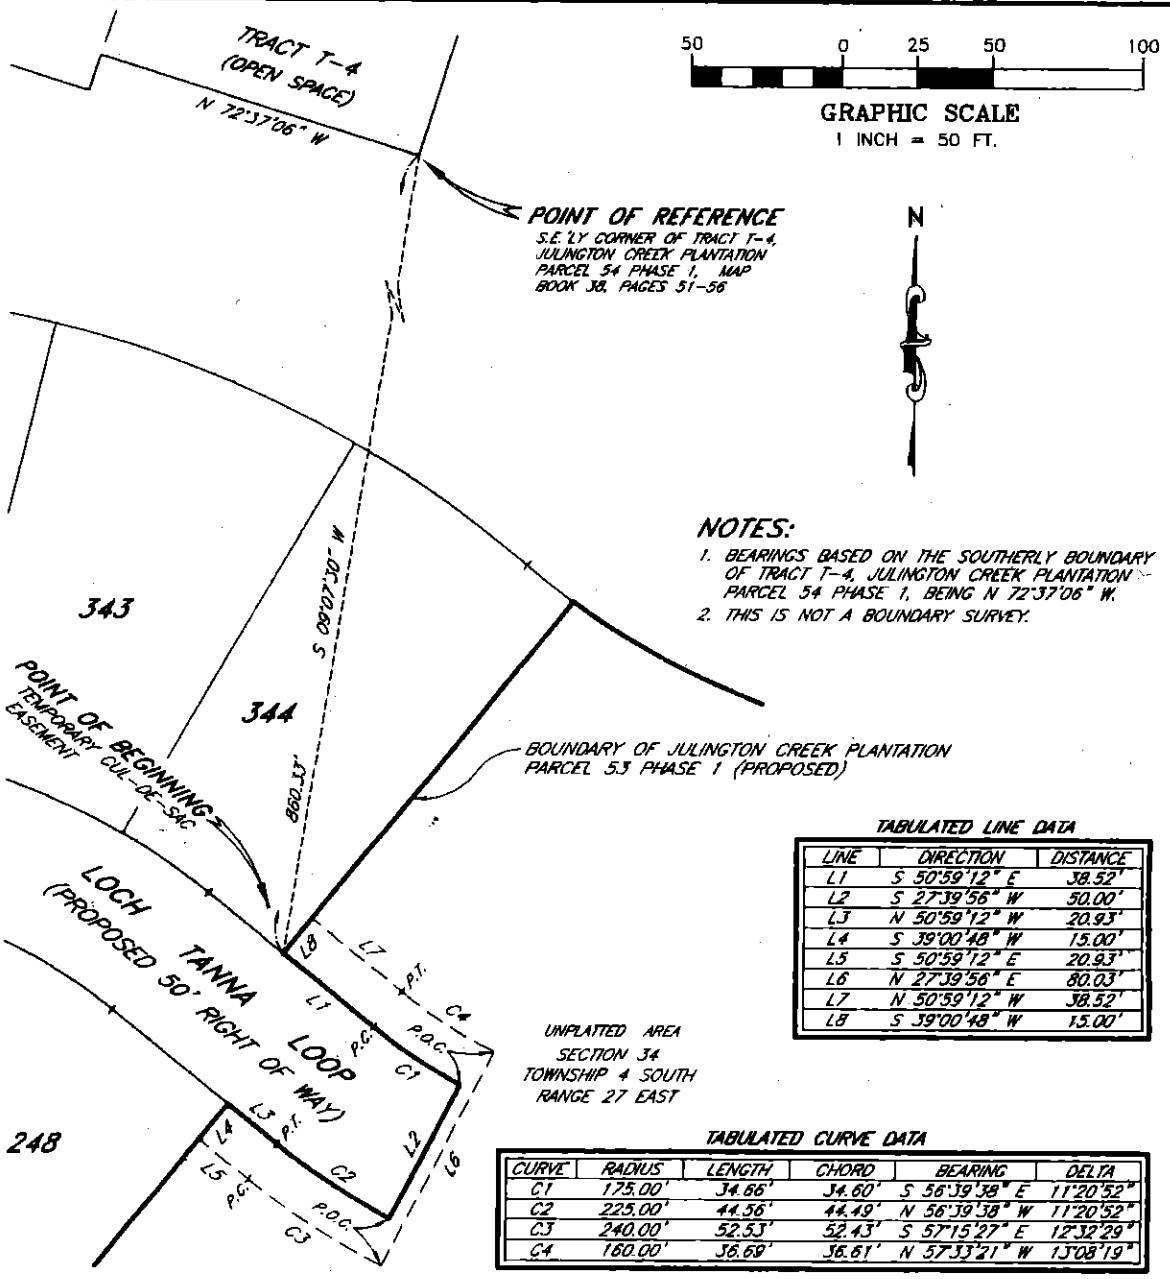 TRACT T-4
(OPEN SPACE)
N 72°37'06" W
50 0 25 50 100
GRAPHIC SCALE
1 INCH = 50 FT.
POINT OF REFERENCE
S.E.'LY CORNER OF TRACT T-4,
JULINGTON CREEK PLANTATION
PARCEL 54 PHASE 1, MAP
BOOK 38, PAGES 51-56
N
NOTES:
1. BEARINGS BASED ON THE SOUTHERLY BOUNDARY
OF TRACT T-4, JULINGTON CREEK PLANTATION
PARCEL 54 PHASE 1, BEING N 72°37'06" W.
2. THIS IS NOT A BOUNDARY SURVEY.
343
344
S 09°07'30" W
860.33'
POINT OF BEGINNING
TEMPORARY CUL-DE-SAC
EASEMENT
BOUNDARY OF JULINGTON CREEK PLANTATION
PARCEL 53 PHASE 1 (PROPOSED)
LOCH TANNA LOOP
(PROPOSED 50' RIGHT OF WAY)
L8
L7
P.T.
C4
L1
P.C.
P.O.C.
C1
L3
P.T.
L4
L2
L6
C2
L5
P.C.
P.O.C.
C3
248
UNPLATTED AREA
SECTION 34
TOWNSHIP 4 SOUTH
RANGE 27 EAST
TABULATED LINE DATA
LINE DIRECTION DISTANCE
L1 S 50°59'12" E 38.52'
L2 S 27°39'56" W 50.00'
L3 N 50°59'12" W 20.93'
L4 S 39°00'48" W 15.00'
L5 S 50°59'12" E 20.93'
L6 N 27°39'56" E 80.03'
L7 N 50°59'12" W 38.52'
L8 S 39°00'48" W 15.00'
TABULATED CURVE DATA
CURVE RADIUS LENGTH CHORD BEARING DELTA
C1 175.00' 34.66' 34.60' S 56°39'38" E 11°20'52"
C2 225.00' 44.56' 44.49' N 56°39'38" W 11°20'52"
C3 240.00' 52.53' 52.43' S 57°15'27" E 12°32'29"
C4 160.00' 36.69' 36.61' N 57°33'21" W 13°08'19"